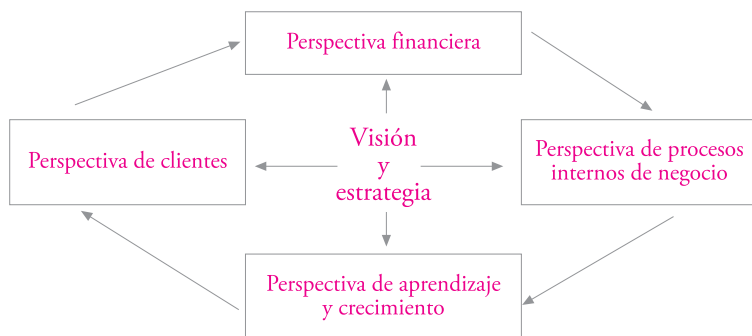 Perspectiva financiera
Perspectiva de clientes
Visión
y
estrategia
Perspectiva de procesos
internos de negocio
Perspectiva de aprendizaje
y crecimiento